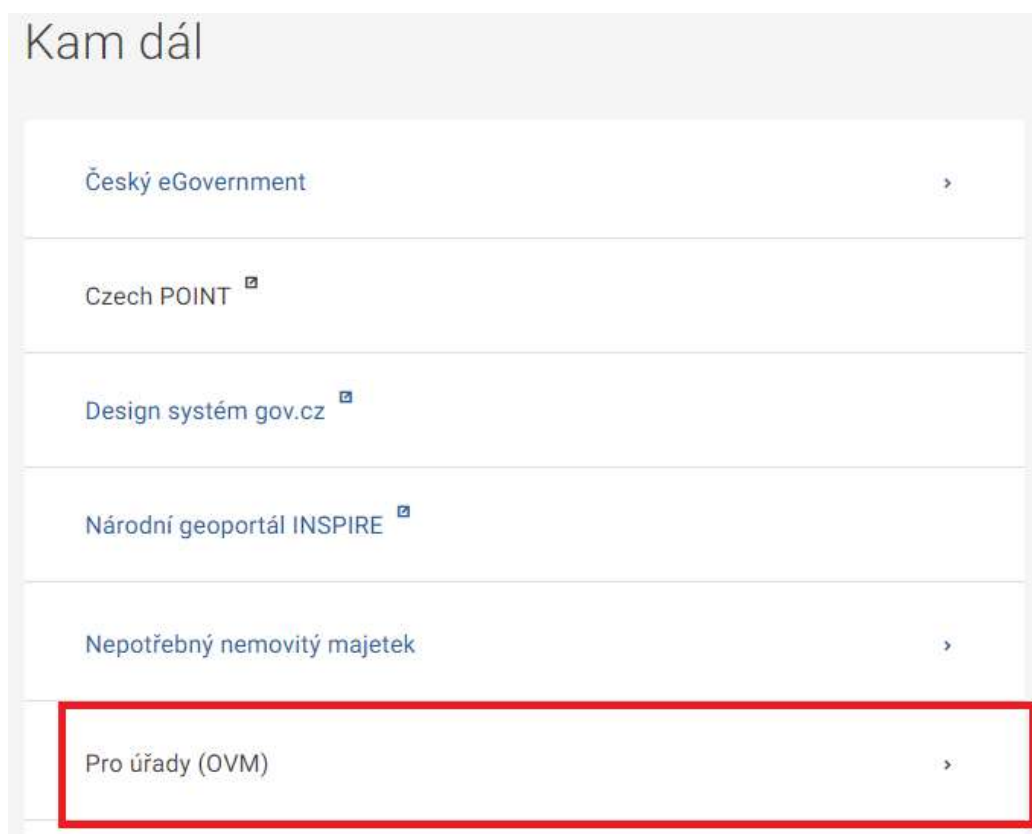 Kam dál
Český eGovernment
Czech POINT
Design systém gov.cz
Národní geoportál INSPIRE
Nepotřebný nemovitý majetek
Pro úřady (OVM)